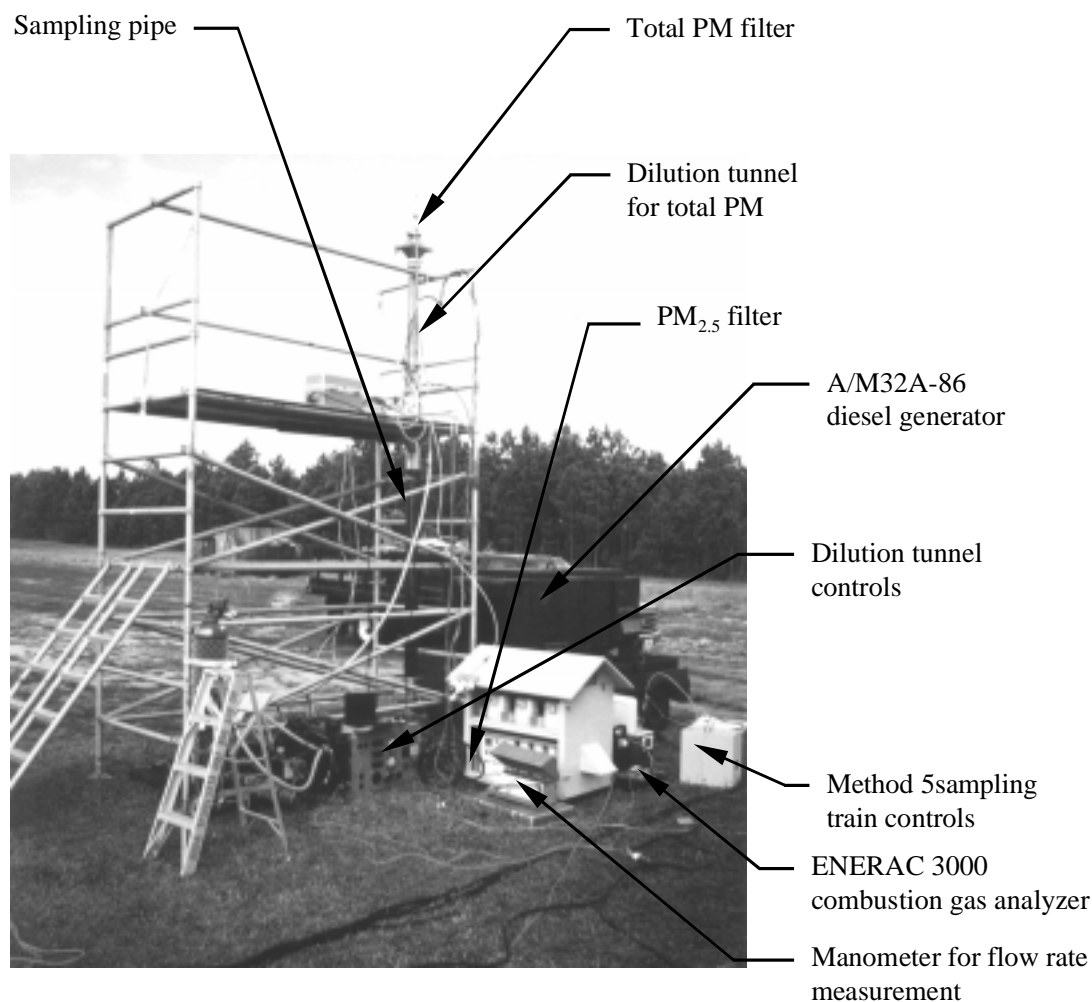 Sampling pipe
Total PM filter
Dilution tunnel
for total PM
PM2.5 filter
A/M32A-86
diesel generator
Dilution tunnel
controls
Method 5sampling
train controls
ENERAC 3000
combustion gas analyzer
Manometer for flow rate
measurement